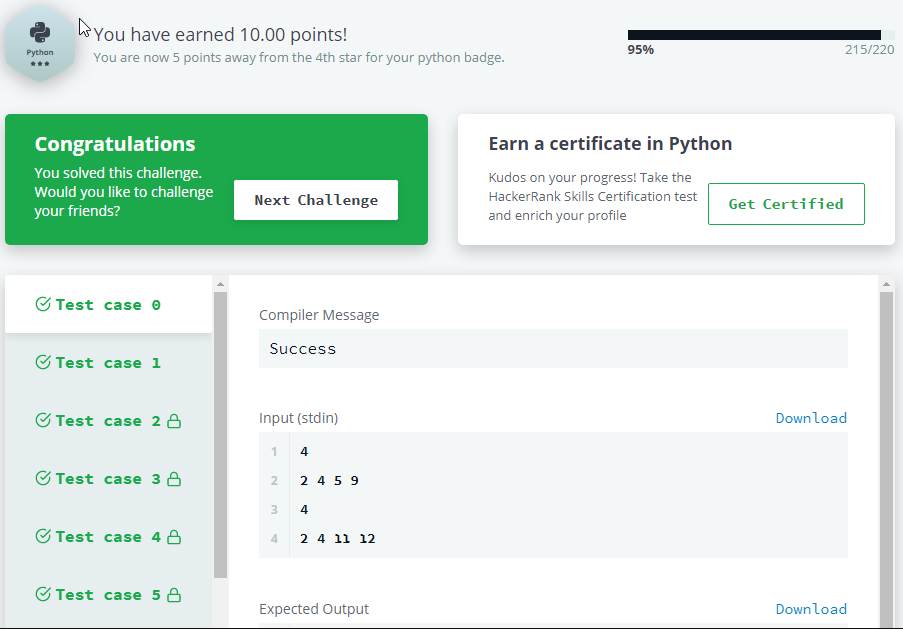 Python
★★★
You have earned 10.00 points!
You are now 5 points away from the 4th star for your python badge.
95%
215/220
Congratulations
You solved this challenge.
Would you like to challenge
your friends?
Next Challenge
Earn a certificate in Python
Kudos on your progress! Take the
HackerRank Skills Certification test
and enrich your profile
Get Certified
Test case 0
Test case 1
Test case 2
Test case 3
Test case 4
Test case 5
Compiler Message
Success
Input (stdin)
Download
1 4
2 2 4 5 9
3 4
4 2 4 11 12
Expected Output
Download